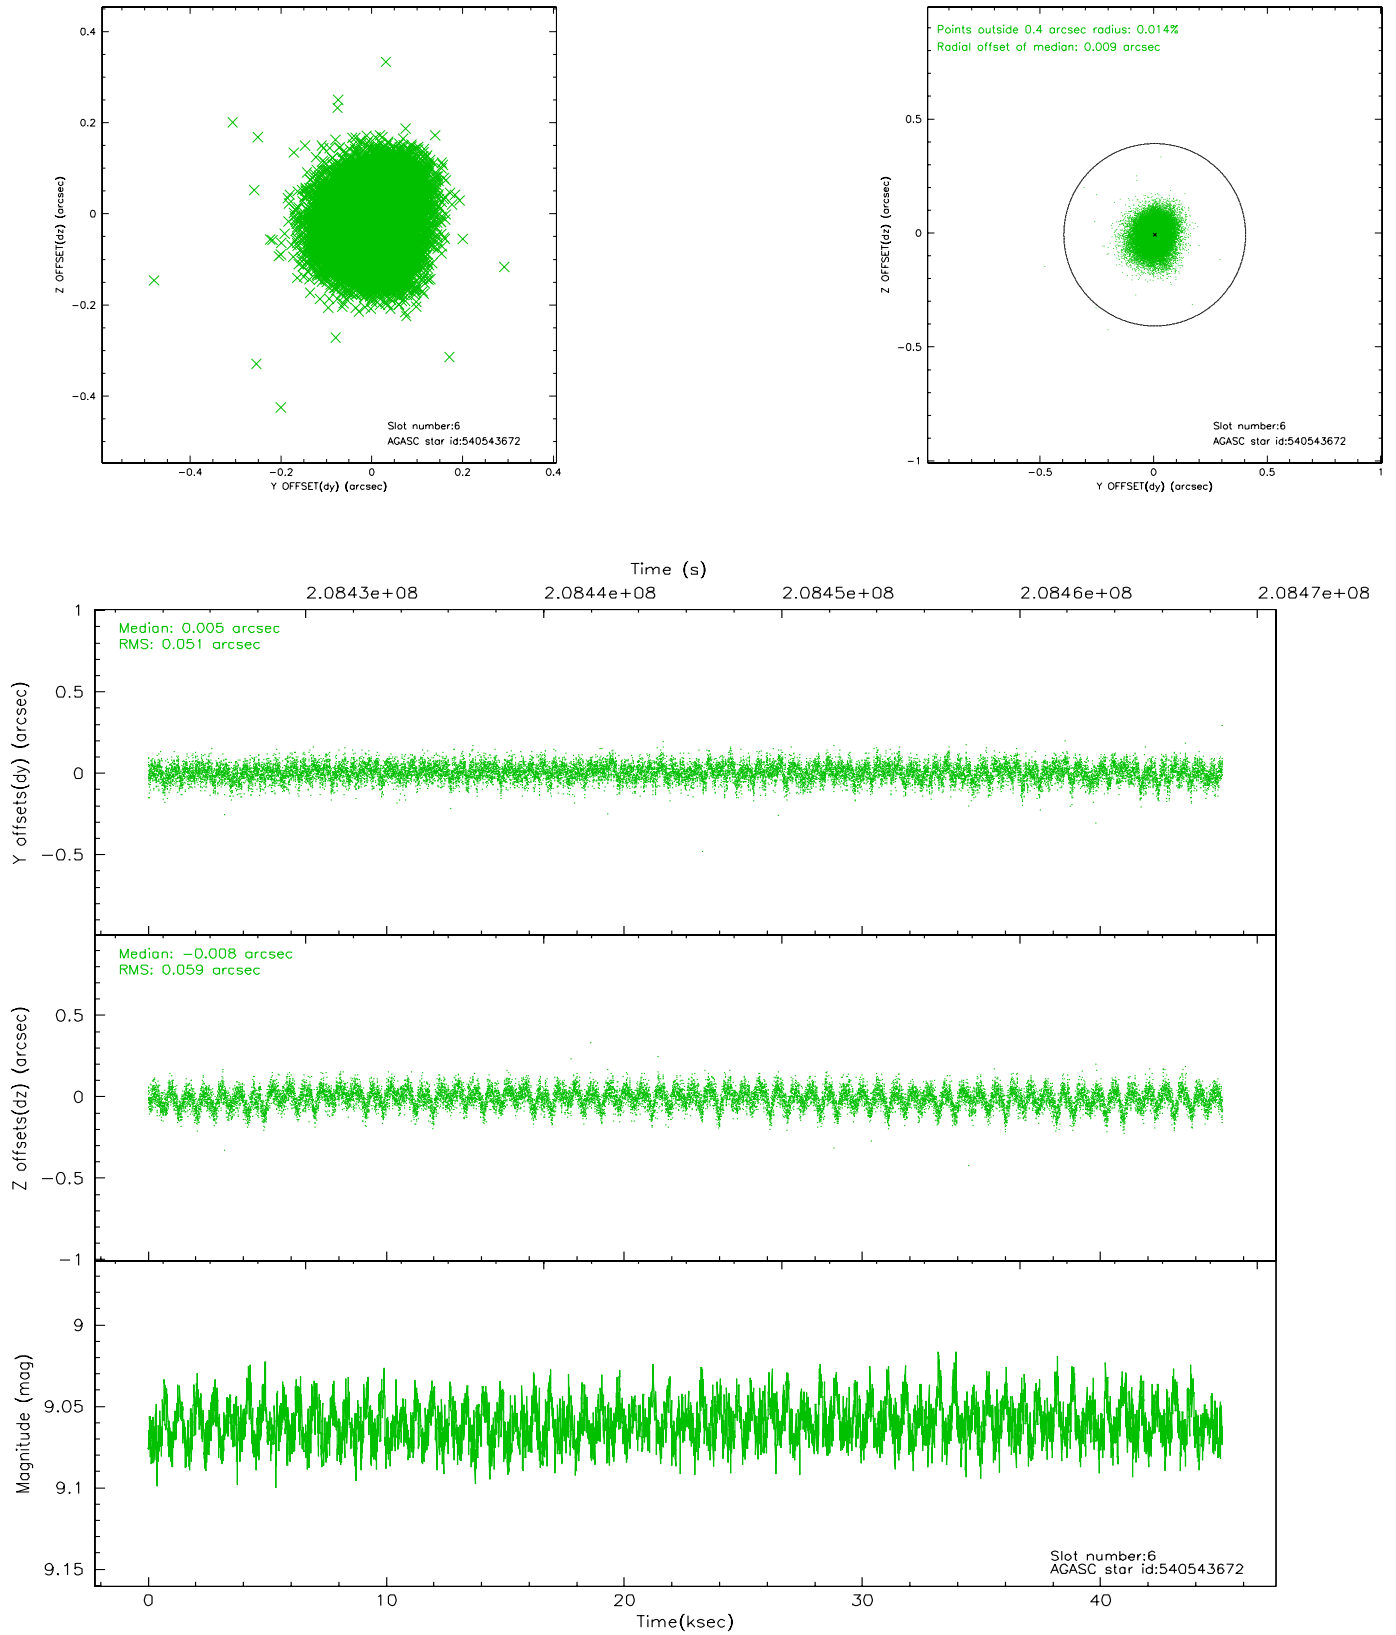 0.4
0.2
0
−0.2
−0.4
Z OFFSET(dz) (arcsec)
Slot number:6
AGASC star id:540543672
−0.4
−0.2
0
0.2
0.4
Y OFFSET(dy) (arcsec)
Points outside 0.4 arcsec radius: 0.014%
Radial offset of median: 0.009 arcsec
0.5
0
−0.5
−1
Z OFFSET(dz) (arcsec)
Slot number:6
AGASC star id:540543672
−0.5
0
0.5
1
Y OFFSET(dy) (arcsec)
Time (s)
2.0843e+08
2.0844e+08
2.0845e+08
2.0846e+08
2.0847e+08
Median: 0.005 arcsec
RMS: 0.051 arcsec
1
0.5
0
−0.5
Y offsets(dy) (arcsec)
Median: −0.008 arcsec
RMS: 0.059 arcsec
0.5
0
−0.5
−1
Z offsets(dz) (arcsec)
9
9.05
9.1
9.15
Magnitude (mag)
Slot number:6
AGASC star id:540543672
0
10
20
30
40
Time(ksec)